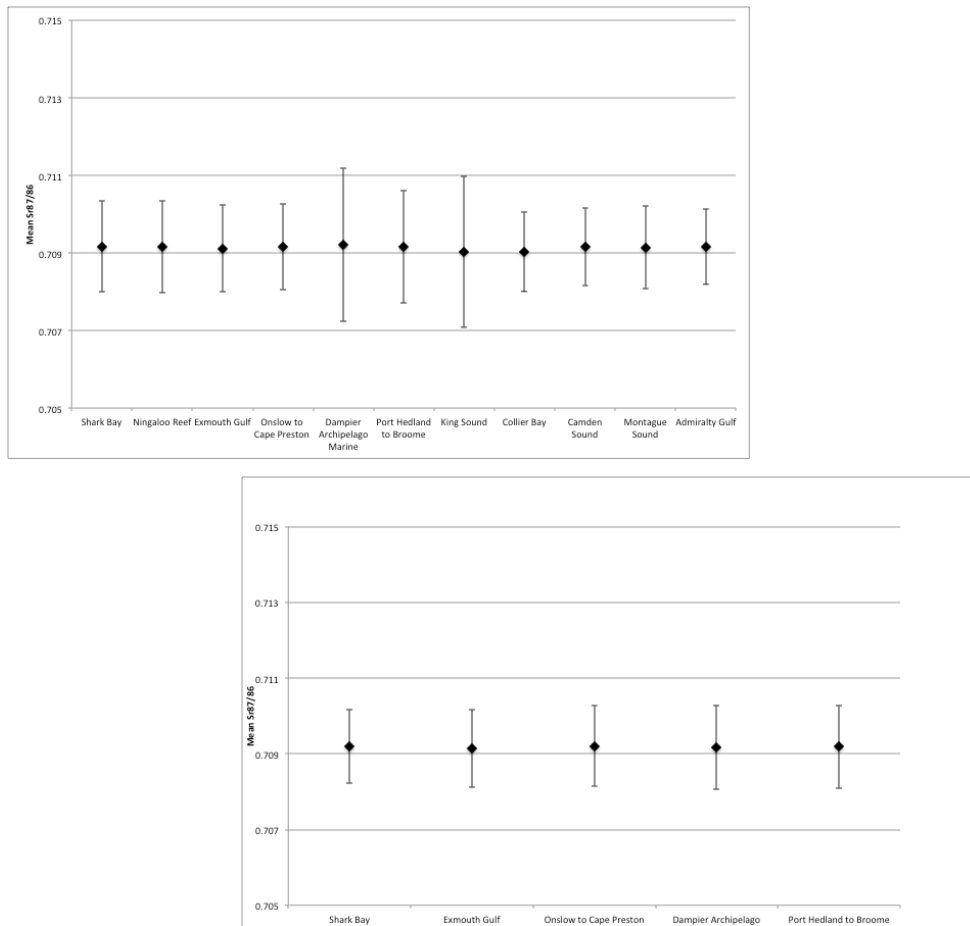 0.715
0.713
0.711
0.709
0.707
0.705
Mean Sr87/86
Shark Bay Ningaloo Reef Exmouth Gulf Onslow to Dampier Port Hedland King Sound Collier Bay Camden Montague Admiralty Gulf
Cape Preston Archipelago to Broome Sound Sound
Marine
0.715
0.713
0.711
0.709
0.707
0.705
Mean Sr87/86
Shark Bay Exmouth Gulf Onslow to Cape Preston Dampier Archipelago Port Hedland to Broome